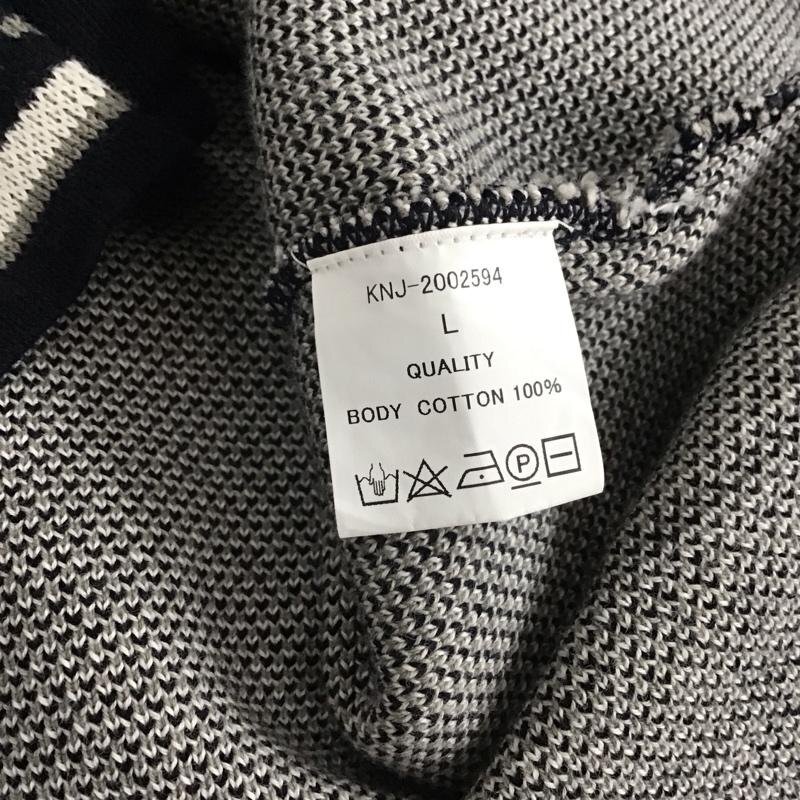 KNJ-2002594
L
QUALITY
BODY COTTON 100%
P